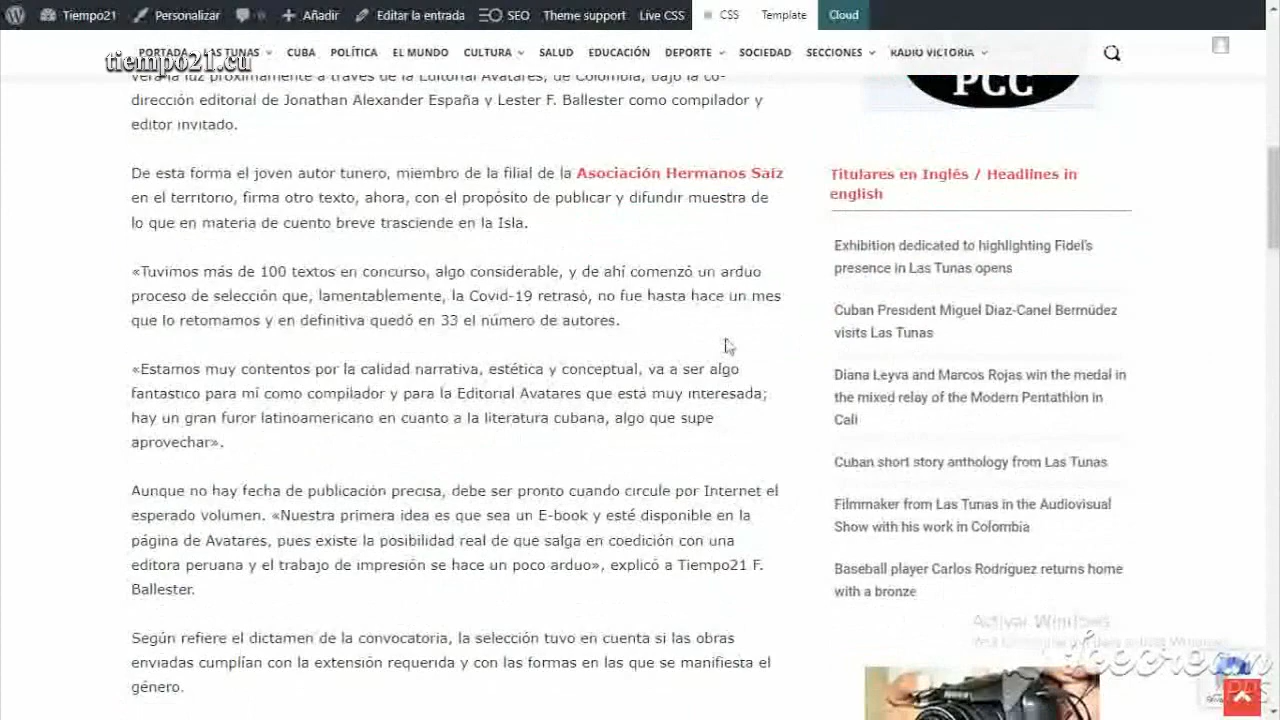 Tiempo21 Personalizar 0 Añadir Editar la entrada SEO Theme support Live CSS CSS Template Cloud
PORTADA LAS TUNAS CUBA POLÍTICA EL MUNDO CULTURA SALUD EDUCACIÓN DEPORTE SOCIEDAD SECCIONES RADIO VICTORIA
tiempo21.cu
verá la luz próximamente a través de la Editorial Avatares, de Colombia, bajo la co-
dirección editorial de Jonathan Alexander España y Lester F. Ballester como compilador y
editor invitado.
De esta forma el joven autor tunero, miembro de la filial de la Asociación Hermanos Saíz
en el territorio, firma otro texto, ahora, con el propósito de publicar y difundir muestra de
lo que en materia de cuento breve trasciende en la Isla.
«Tuvimos más de 100 textos en concurso, algo considerable, y de ahí comenzó un arduo
proceso de selección que, lamentablemente, la Covid-19 retrasó, no fue hasta hace un mes
que lo retomamos y en definitiva quedó en 33 el número de autores.
«Estamos muy contentos por la calidad narrativa, estética y conceptual, va a ser algo
fantástico para mí como compilador y para la Editorial Avatares que está muy interesada;
hay un gran furor latinoamericano en cuanto a la literatura cubana, algo que supe
aprovechar».
Aunque no hay fecha de publicación precisa, debe ser pronto cuando circule por Internet el
esperado volumen. «Nuestra primera idea es que sea un E-book y esté disponible en la
página de Avatares, pues existe la posibilidad real de que salga en coedición con una
editora peruana y el trabajo de impresión se hace un poco arduo», explicó a Tiempo21 F.
Ballester.
Según refiere el dictamen de la convocatoria, la selección tuvo en cuenta si las obras
enviadas cumplían con la extensión requerida y con las formas en las que se manifiesta el
género.
PCC
Titulares en Inglés / Headlines in
english
Exhibition dedicated to highlighting Fidel's
presence in Las Tunas opens
Cuban President Miguel Diaz-Canel Bermúdez
visits Las Tunas
Diana Leyva and Marcos Rojas win the medal in
the mixed relay of the Modern Pentathlon in
Cali
Cuban short story anthology from Las Tunas
Filmmaker from Las Tunas in the Audiovisual
Show with his work in Colombia
Baseball player Carlos Rodríguez returns home
with a bronze
Activar Windows
Icecream